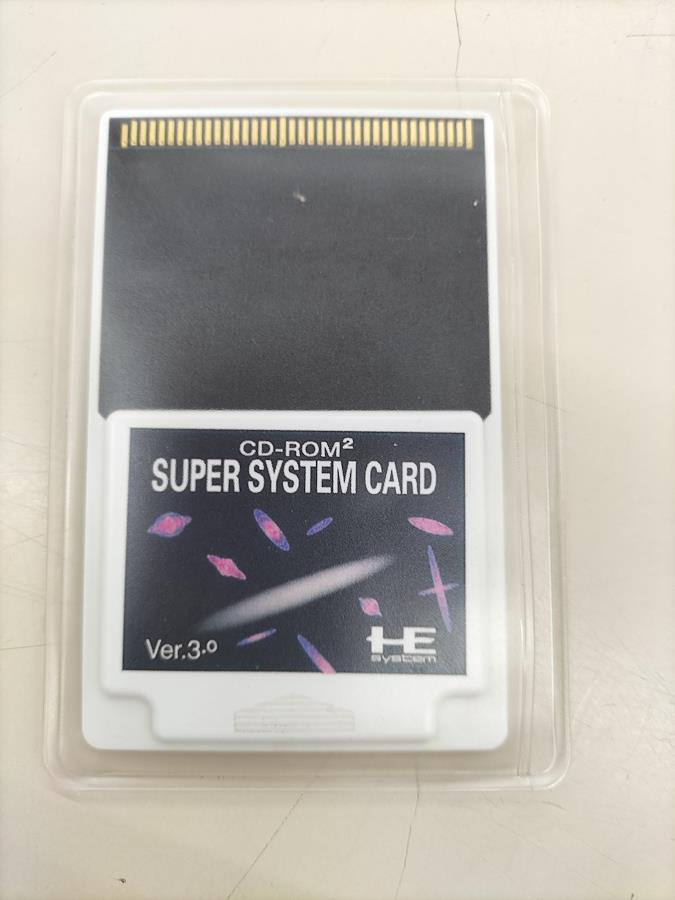 CD-ROM²
SUPER SYSTEM CARD
Ver.3.0
HE
system